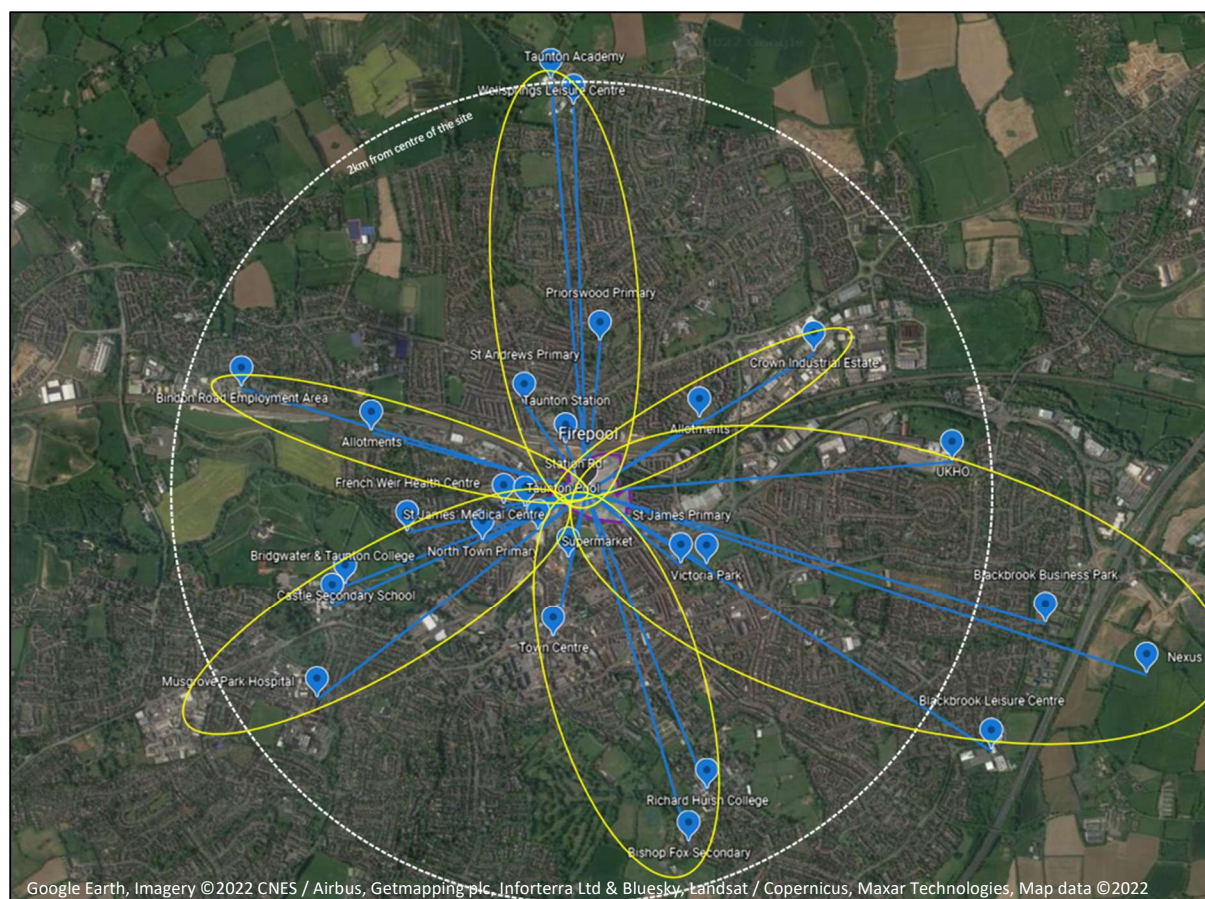 Taunton Academy
Wellsprings Leisure Centre
2km from centre of the site
Priorswood Primary
St Andrews Primary
Crown Industrial Estate
Bindon Road Employment Area
Taunton Station
Allotments
Allotments
Firepool
Station Rd
UKHO
French Weir Health Centre
Taunton Pool
St James Medical Centre
St James Primary
Supermarket
North Town Primary
Bridgwater & Taunton College
Victoria Park
Blackbrook Business Park
Castle Secondary School
Town Centre
Nexus
Musgrove Park Hospital
Blackbrook Leisure Centre
Richard Huish College
Bishop Fox Secondary
Google Earth, Imagery ©2022 CNES / Airbus, Getmapping plc, Inforterra Ltd & Bluesky, Landsat / Copernicus, Maxar Technologies, Map data ©2022